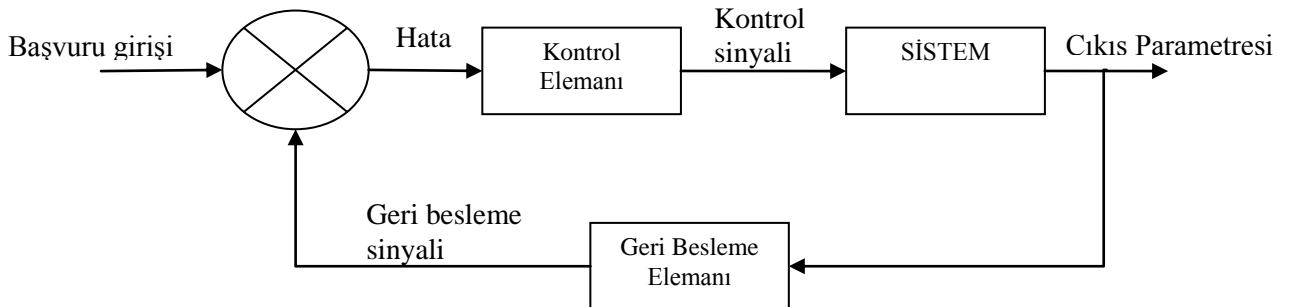 Başvuru girişi
Hata
Kontrol
Elemanı
Kontrol
sinyali
SİSTEM
Cıkıs Parametresi
Geri besleme
sinyali
Geri Besleme
Elemanı